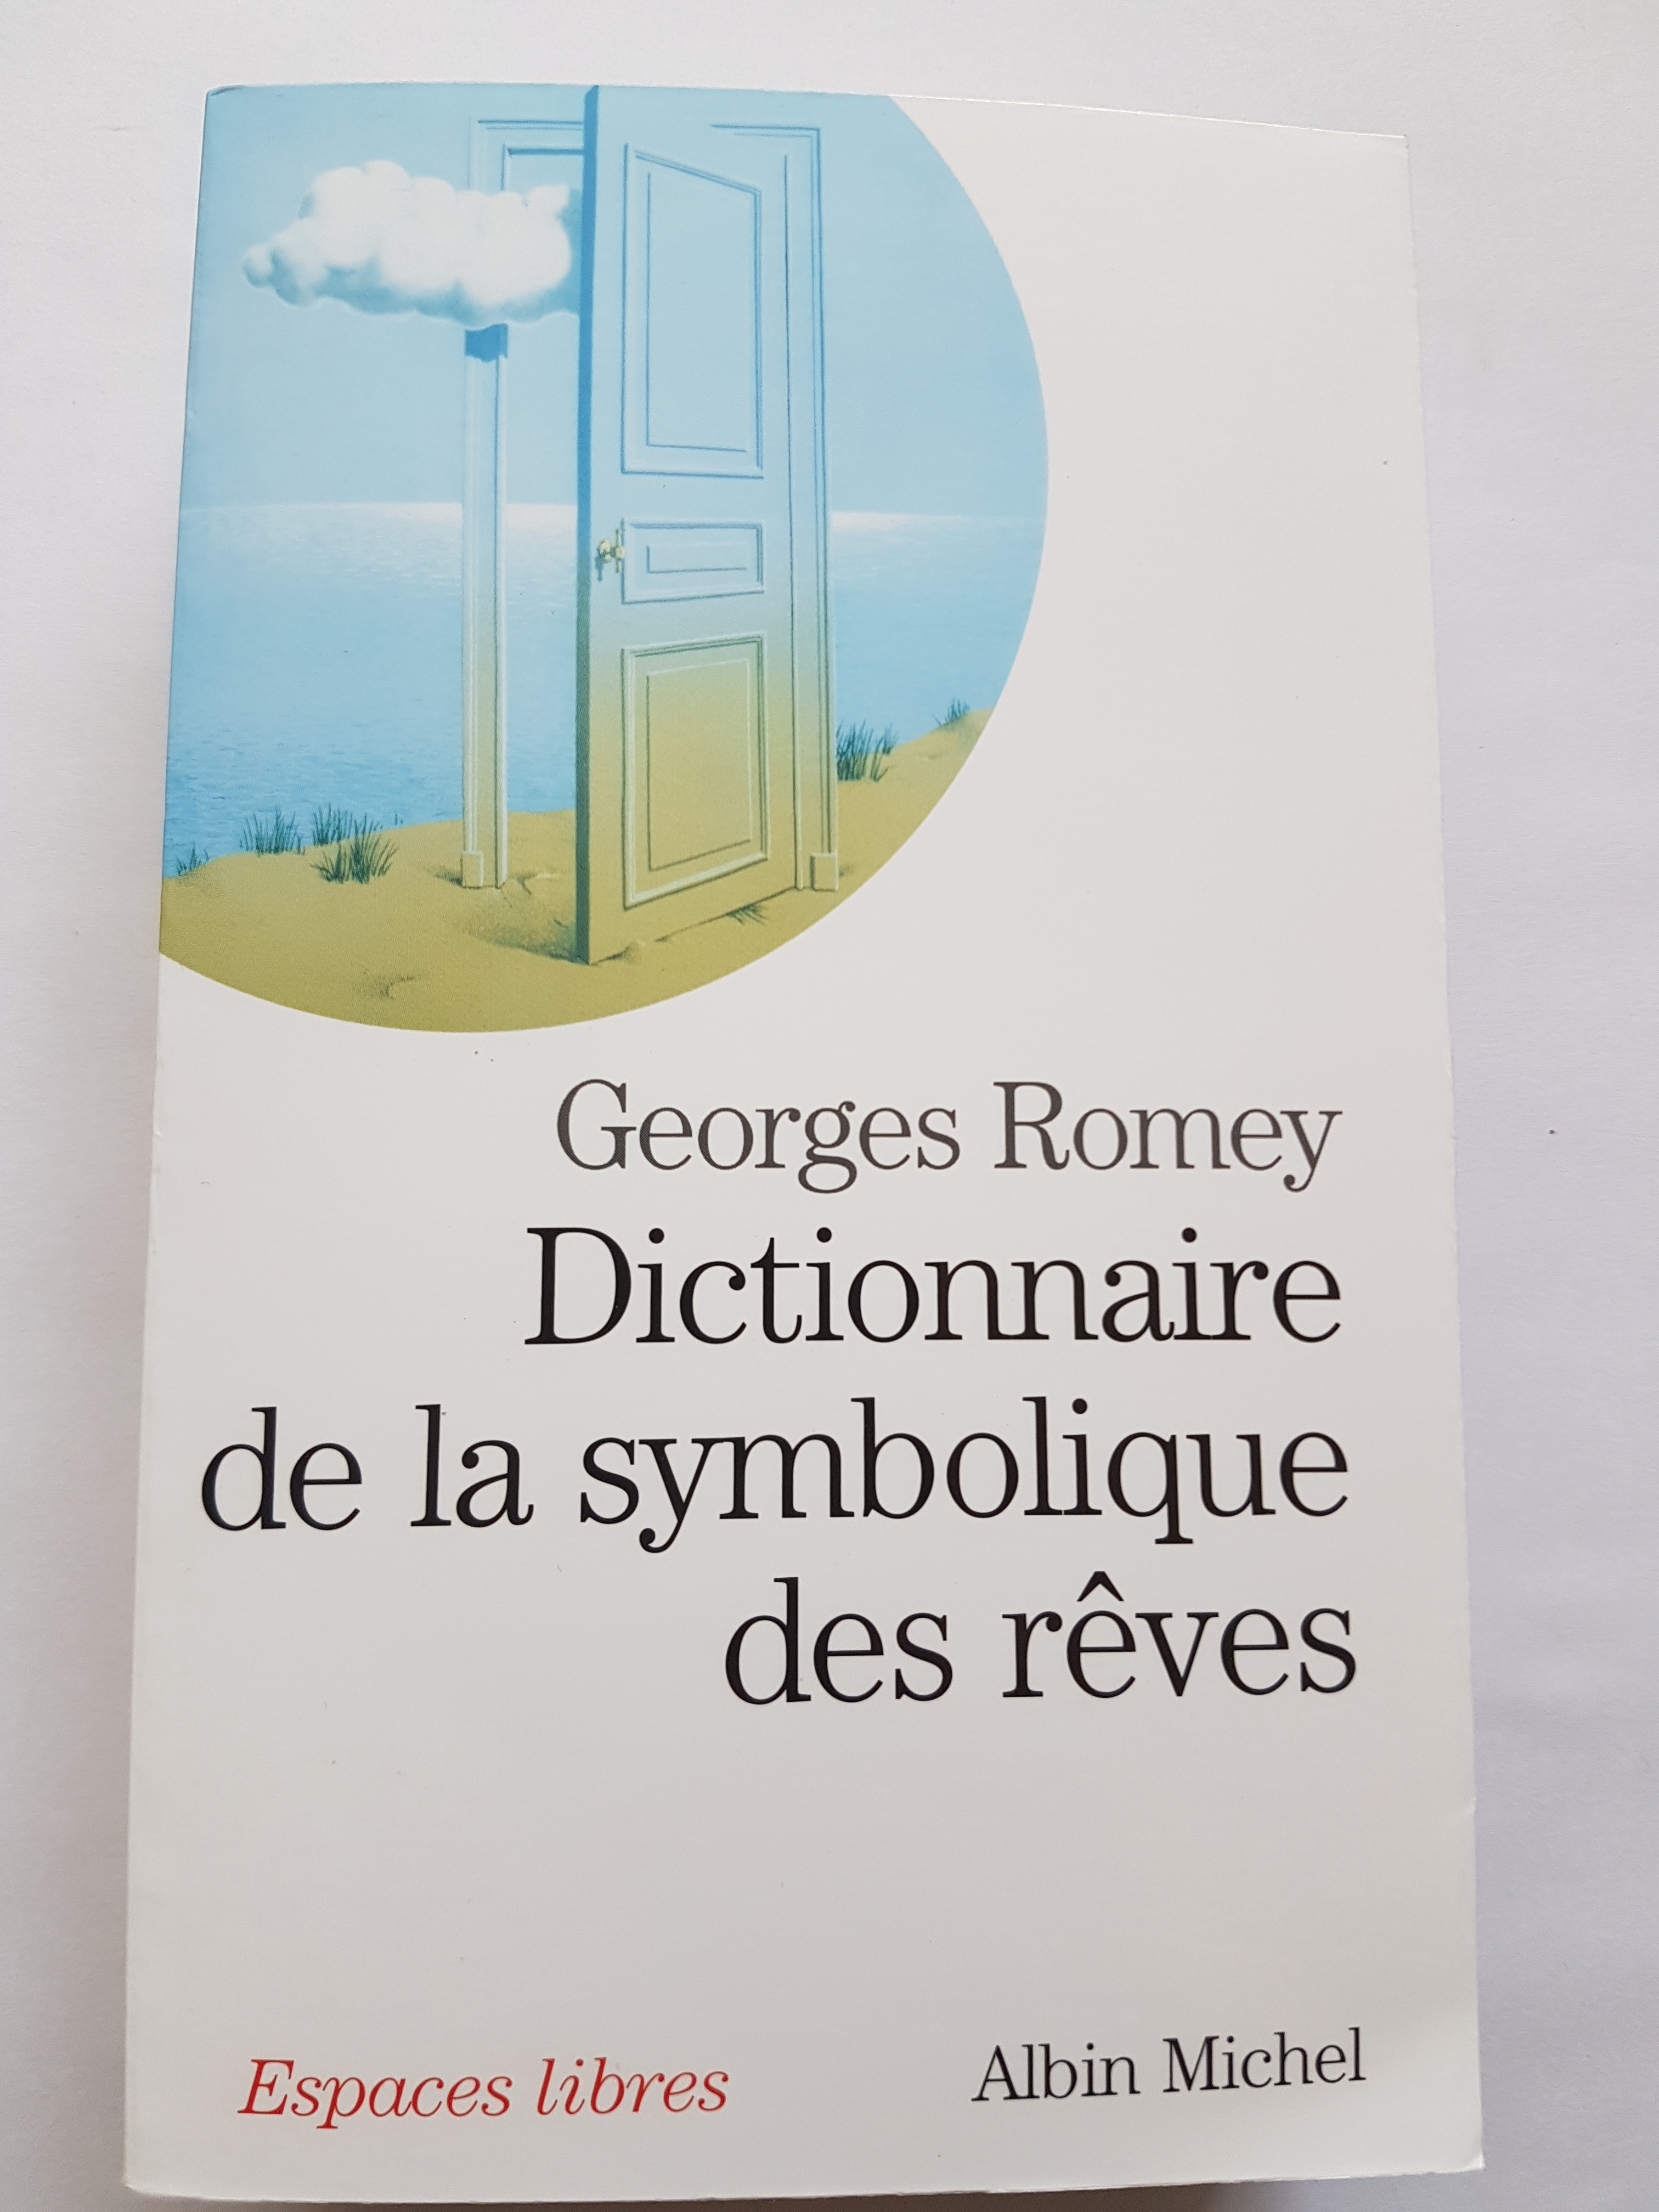 Georges Romey
Dictionnaire
de la symbolique
des rêves
Espaces libres
Albin Michel